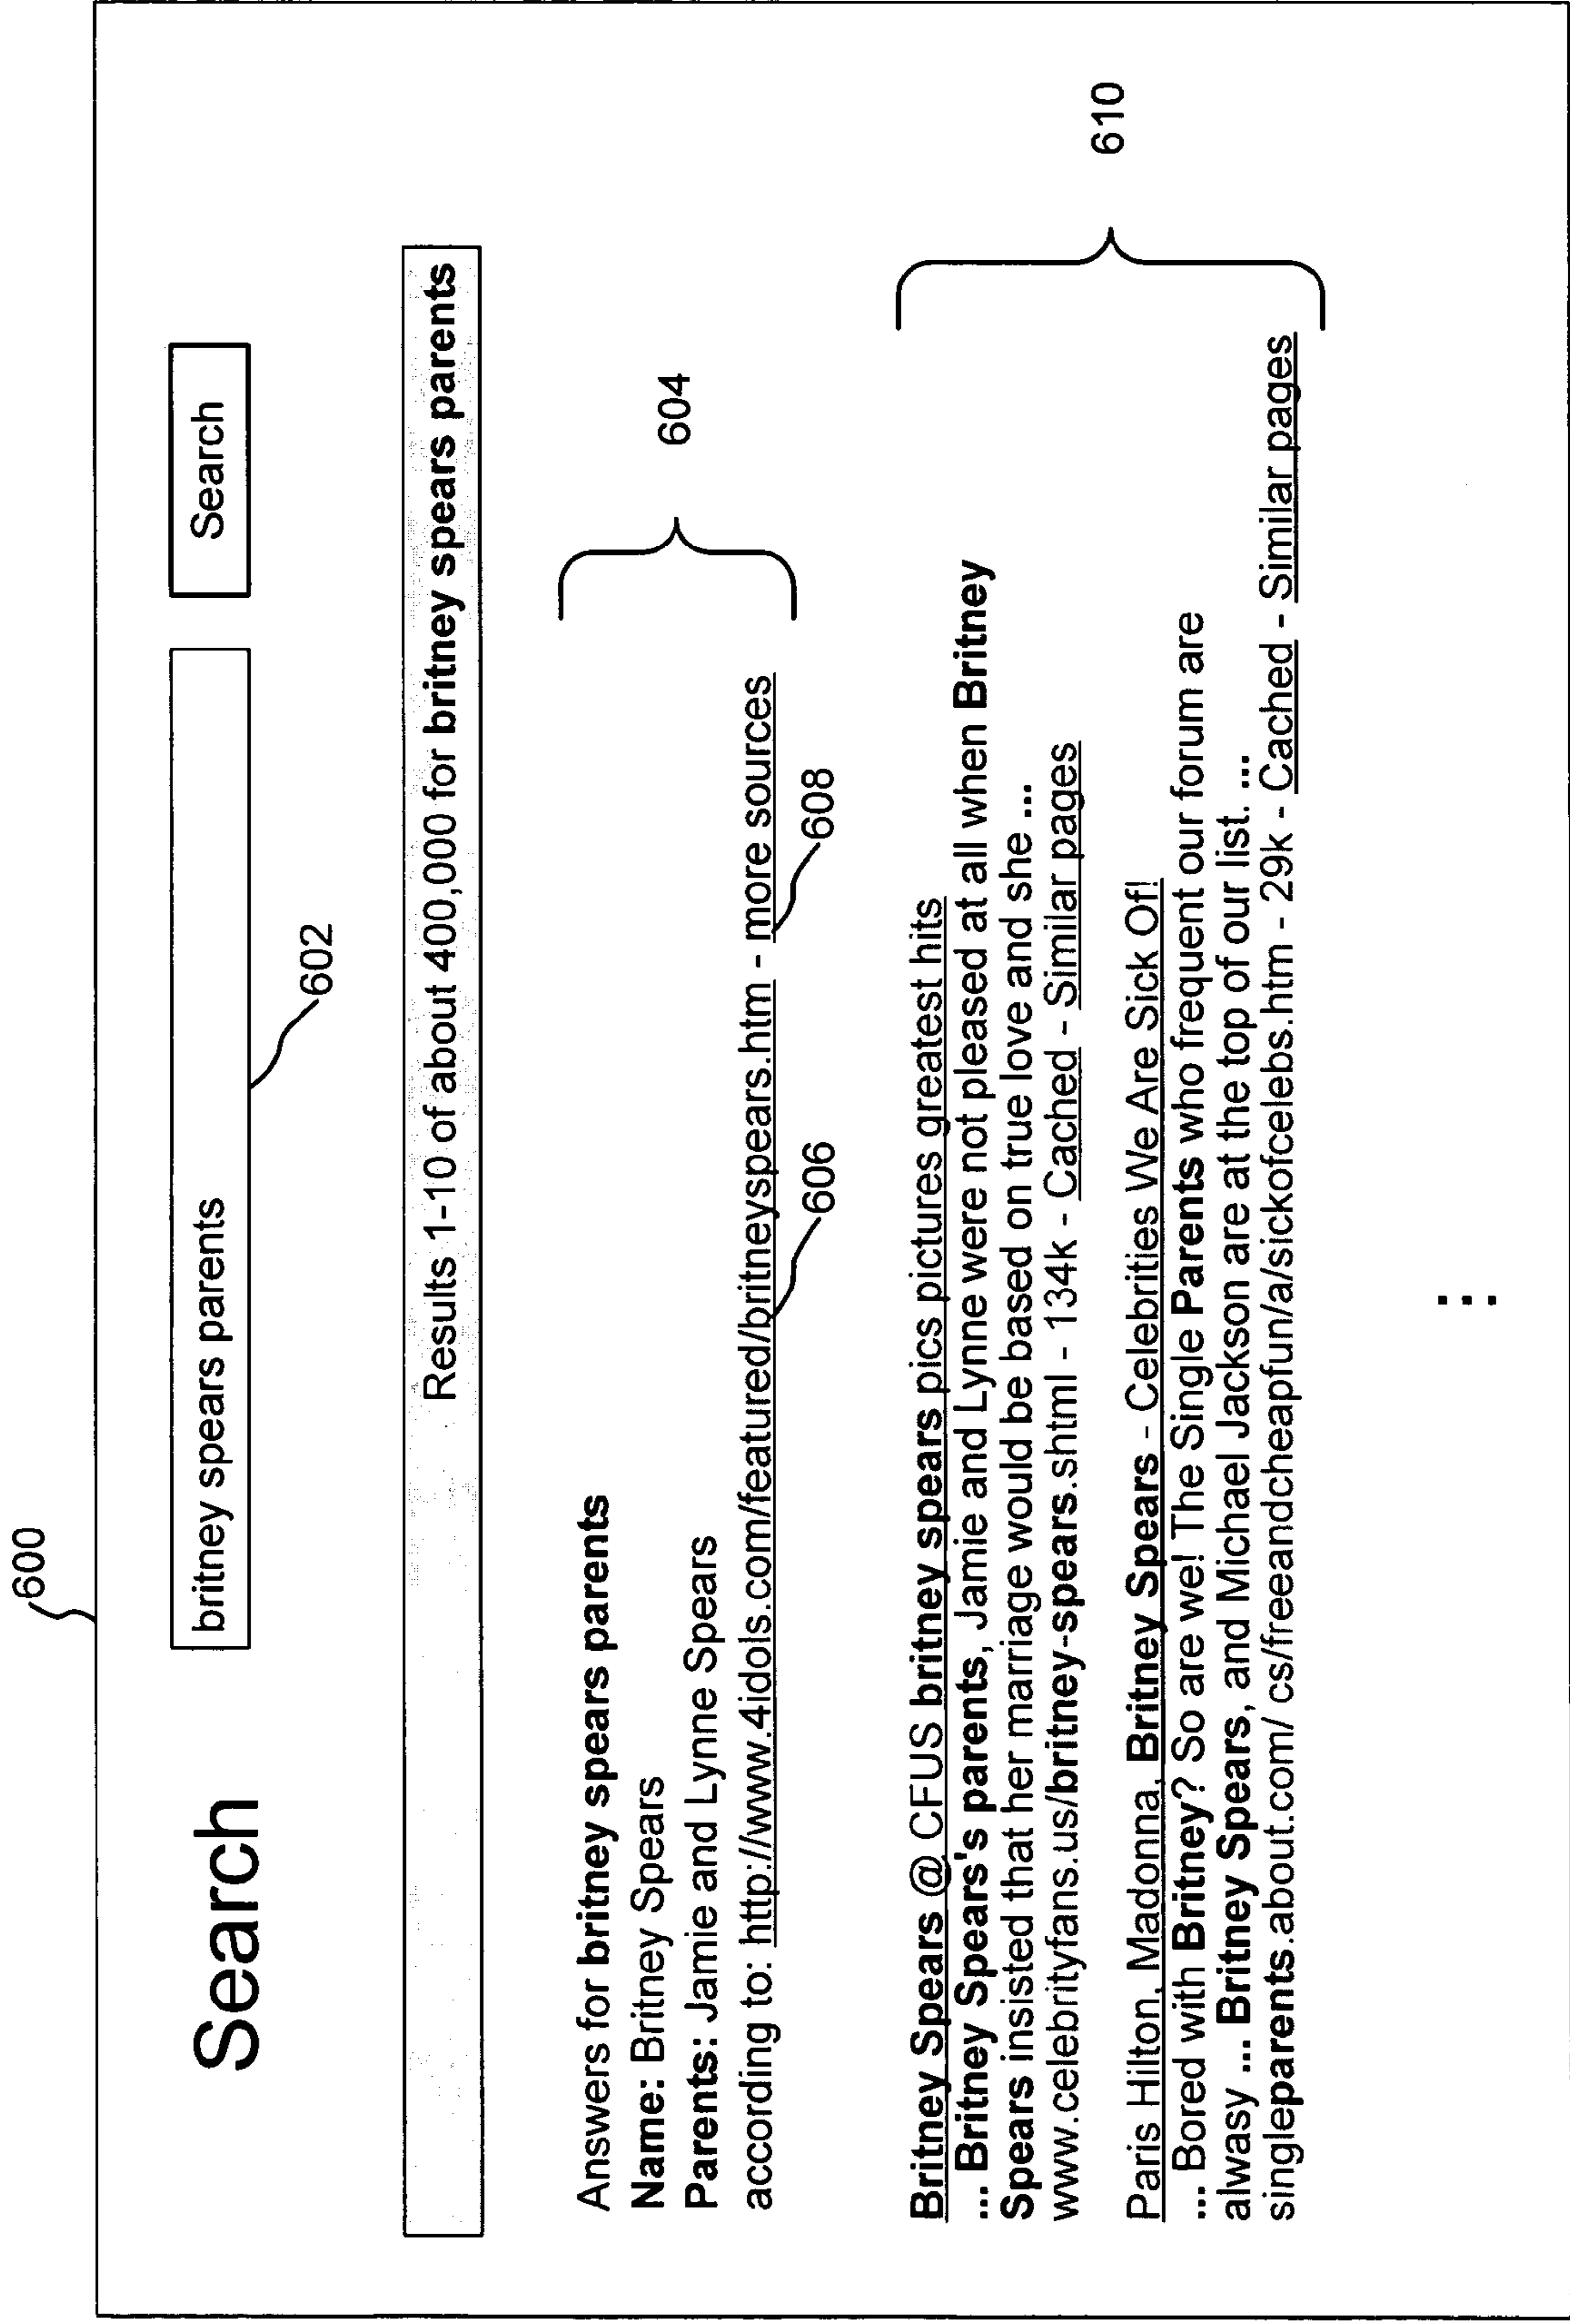 600
Search
britney spears parents
Search
602
Results 1-10 of about 400,000 for britney spears parents
Answers for britney spears parents
Name: Britney Spears
Parents: Jamie and Lynne Spears
according to: http://www.4idols.com/featured/britneyspears.htm - more sources
604
606
608
Britney Spears @ CFUS britney spears pics pictures greatest hits
... Britney Spears's parents, Jamie and Lynne were not pleased at all when Britney
Spears insisted that her marriage would be based on true love and she ...
www.celebrityfans.us/britney-spears.shtml - 134k - Cached - Similar pages
Paris Hilton, Madonna, Britney Spears - Celebrities We Are Sick Of!
... Bored with Britney? So are we! The Single Parents who frequent our forum are
alwasy ... Britney Spears, and Michael Jackson are at the top of our list. ...
singleparents.about.com/ cs/freeandcheapfun/a/sickofcelebs.htm - 29k - Cached - Similar pages
610